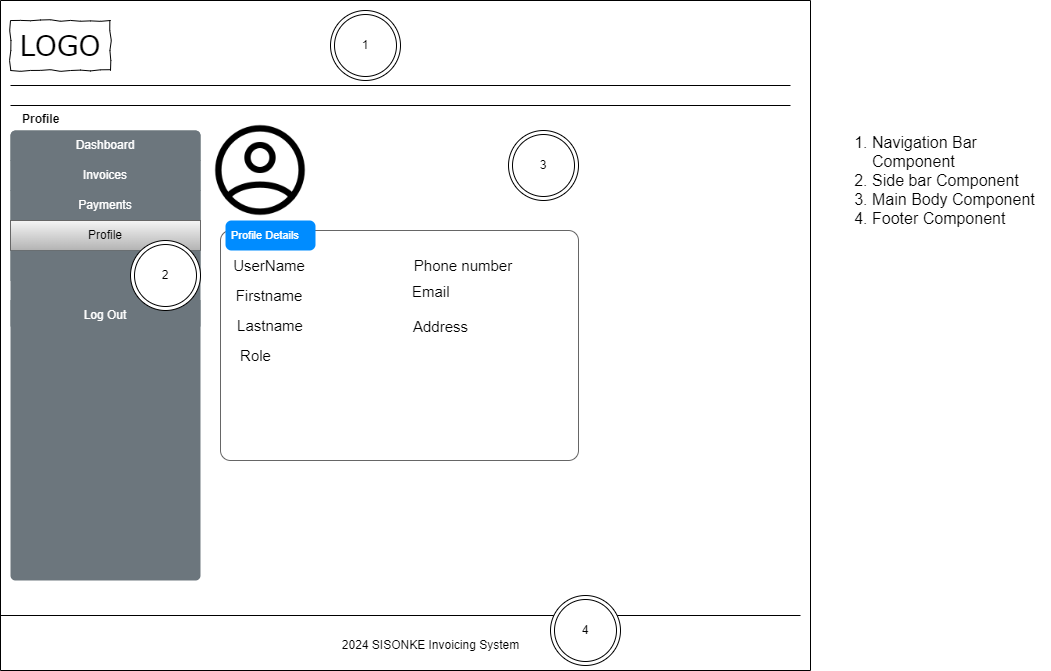 LOGO
1
Profile
Dashboard
Invoices
Payments
Profile
2
Log Out
3
Profile Details
UserName
Phone number
Firstname
Email
Lastname
Address
Role
2024 SISONKE Invoicing System
4
1. Navigation Bar
Component
2. Side bar Component
3. Main Body Component
4. Footer Component